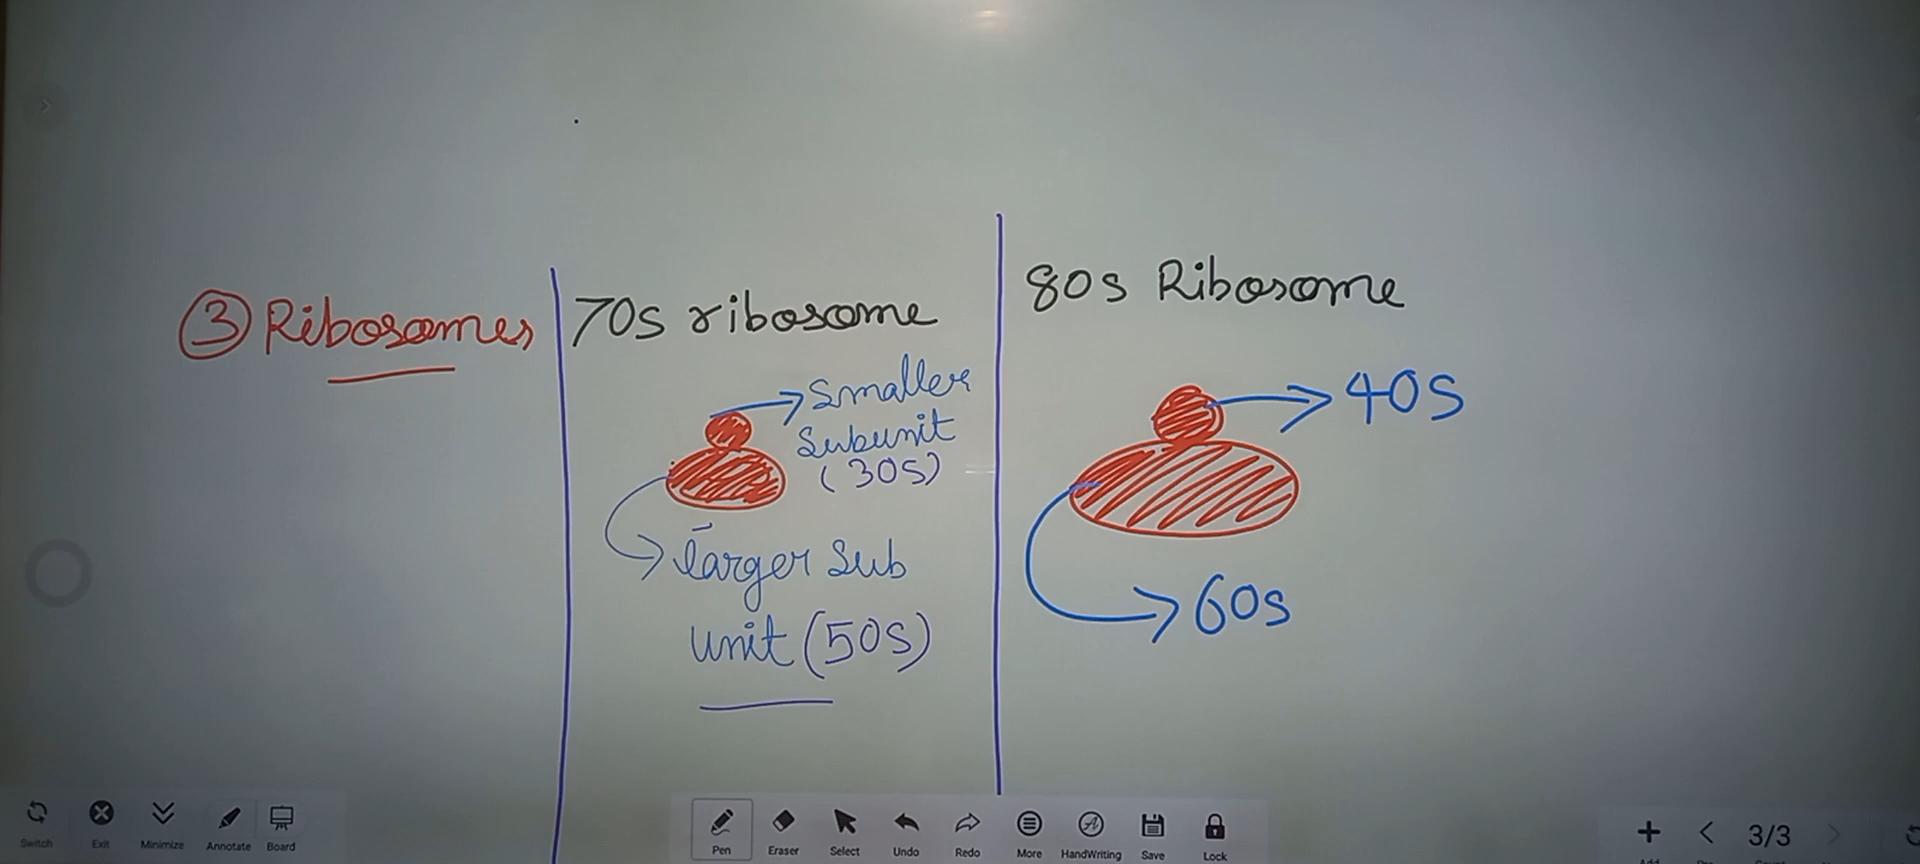 ③ Ribosomes
70s ribosome
Smaller
subunit
(30S)
larger sub
unit (50S)
80s Ribosome
40S
60s
Switch
Exit
Minimize
Annotate
Board
Pen
Eraser
Select
Undo
Redo
More
HandWriting
Save
Lock
3/3